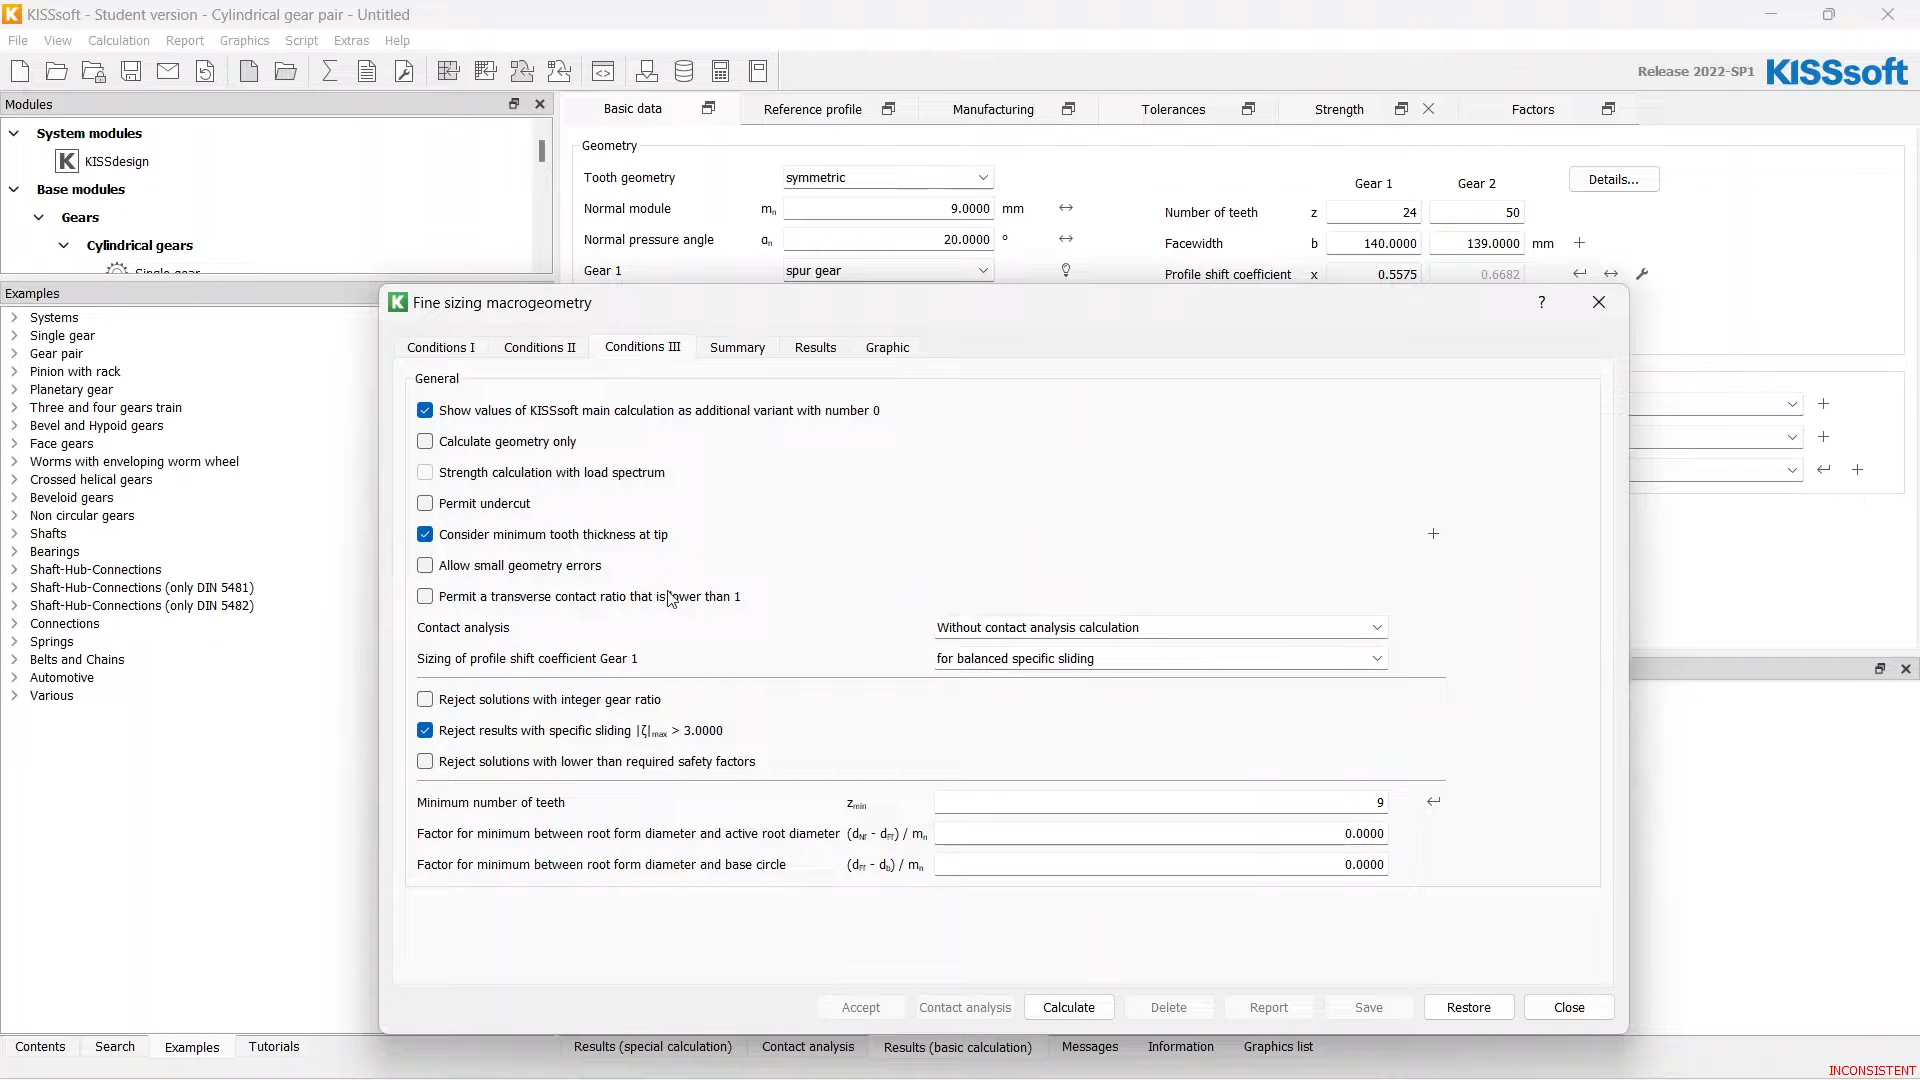 KISSsoft - Student version - Cylindrical gear pair - Untitled
File View Calculation Report Graphics Script Extras Help
Release 2022-SP1 KISSsoft
Modules
System modules
KISSdesign
Base modules
Gears
Cylindrical gears
Single gear
Examples
Systems
Single gear
Gear pair
Pinion with rack
Planetary gear
Three and four gears train
Bevel and Hypoid gears
Face gears
Worms with enveloping worm wheel
Crossed helical gears
Beveloid gears
Non circular gears
Shafts
Bearings
Shaft-Hub-Connections
Shaft-Hub-Connections (only DIN 5481)
Shaft-Hub-Connections (only DIN 5482)
Connections
Springs
Belts and Chains
Automotive
Various
Contents Search Examples Tutorials
Basic data Reference profile Manufacturing Tolerances Strength Factors
Geometry
Tooth geometry symmetric
Normal module mn 9.0000 mm
Normal pressure angle αn 20.0000 °
Gear 1 spur gear
Gear 1 Gear 2 Details...
Number of teeth z 24 50
Facewidth b 140.0000 139.0000 mm
Profile shift coefficient x 0.5575 0.6682
Fine sizing macrogeometry ?
Conditions I Conditions II Conditions III Summary Results Graphic
General
Show values of KISSsoft main calculation as additional variant with number 0
Calculate geometry only
Strength calculation with load spectrum
Permit undercut
Consider minimum tooth thickness at tip
Allow small geometry errors
Permit a transverse contact ratio that is lower than 1
Contact analysis Without contact analysis calculation
Sizing of profile shift coefficient Gear 1 for balanced specific sliding
Reject solutions with integer gear ratio
Reject results with specific sliding |ζ|max > 3.0000
Reject solutions with lower than required safety factors
Minimum number of teeth zmin 9
Factor for minimum between root form diameter and active root diameter (dNf - dFf) / mn 0.0000
Factor for minimum between root form diameter and base circle (dFf - db) / mn 0.0000
Accept Contact analysis Calculate Delete Report Save Restore Close
Results (special calculation) Contact analysis Results (basic calculation) Messages Information Graphics list
INCONSISTENT